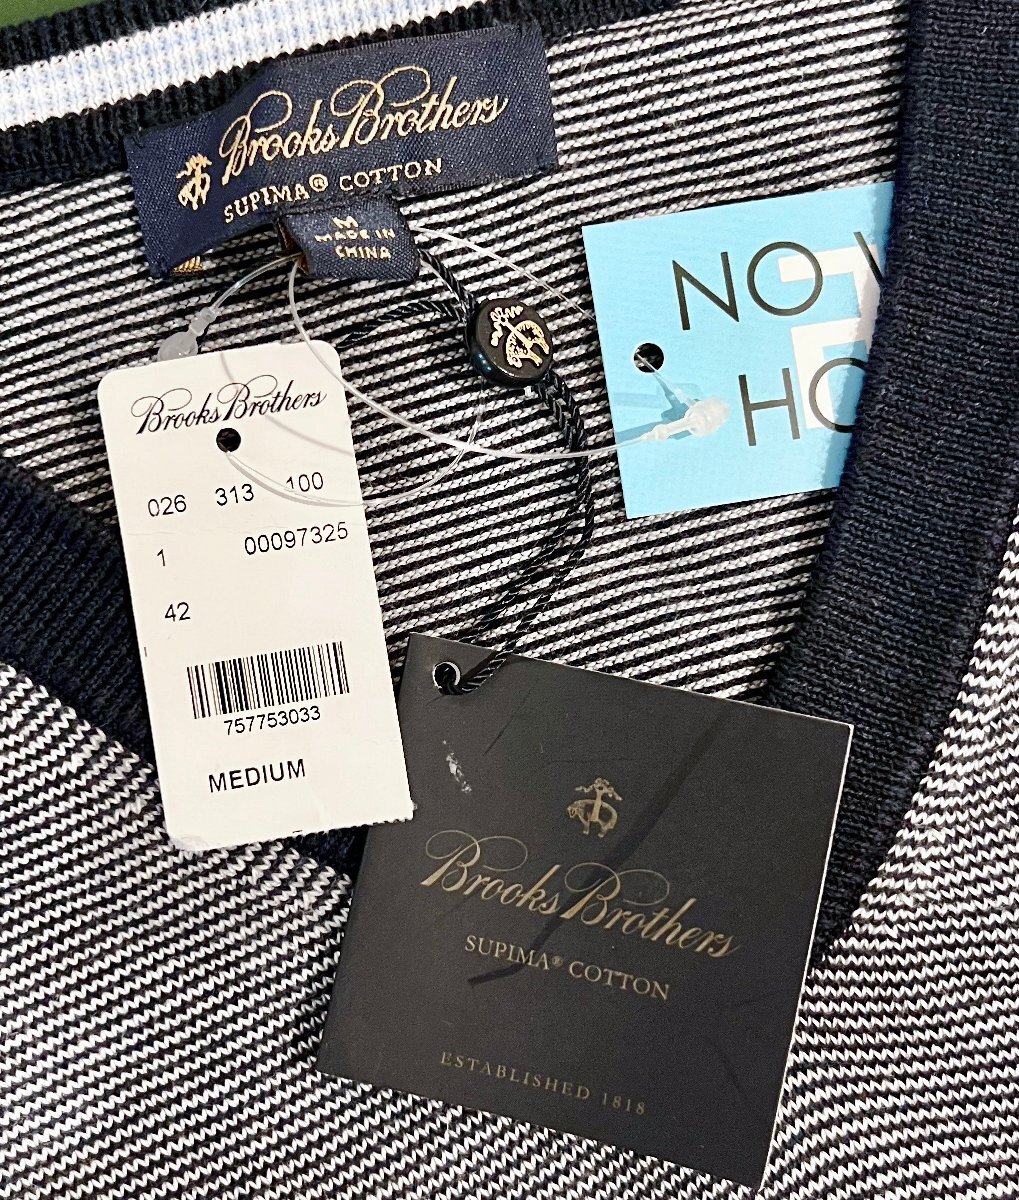 Brooks Brothers
SUPIMA® COTTON
M
MADE IN
CHINA
NO
HO
Brooks Brothers
026 313 100
1 00097325
42
757753033
MEDIUM
Brooks Brothers
SUPIMA® COTTON
ESTABLISHED 1818